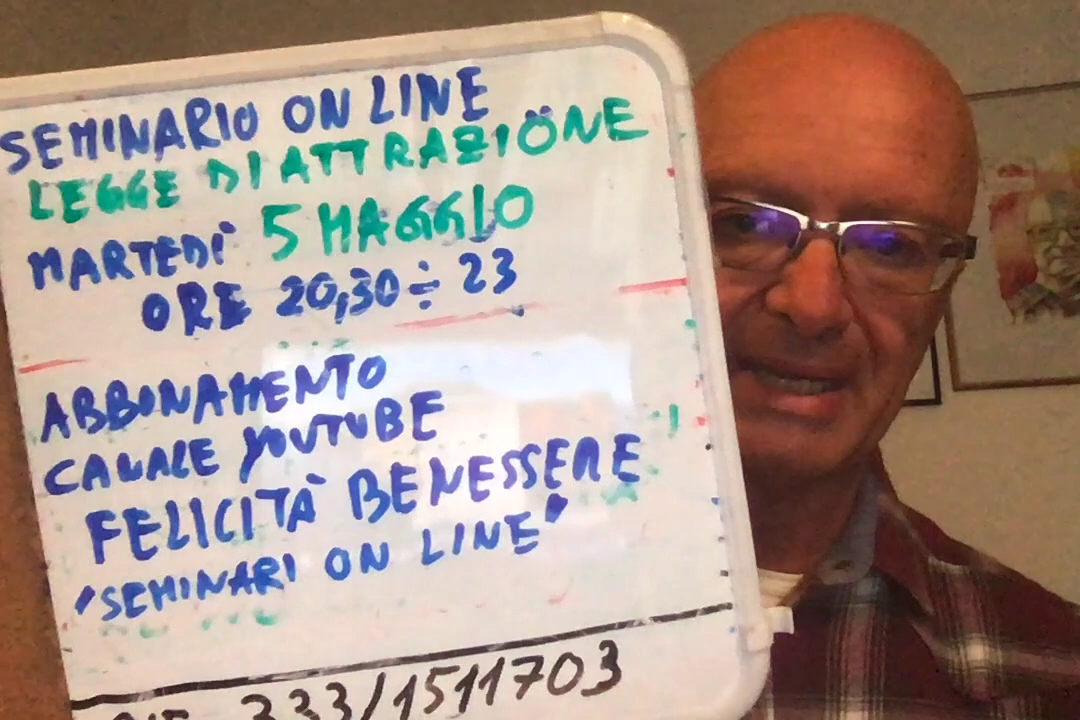 SEMINARIO ON LINE
LEGGE DI ATTRAZIONE
MARTEDÌ 5 MAGGIO
ORE 20,30 ÷ 23
ABBONAMENTO
CANALE YOUTUBE
FELICITÀ BENESSERE
"SEMINARI ON LINE"
333/1511703